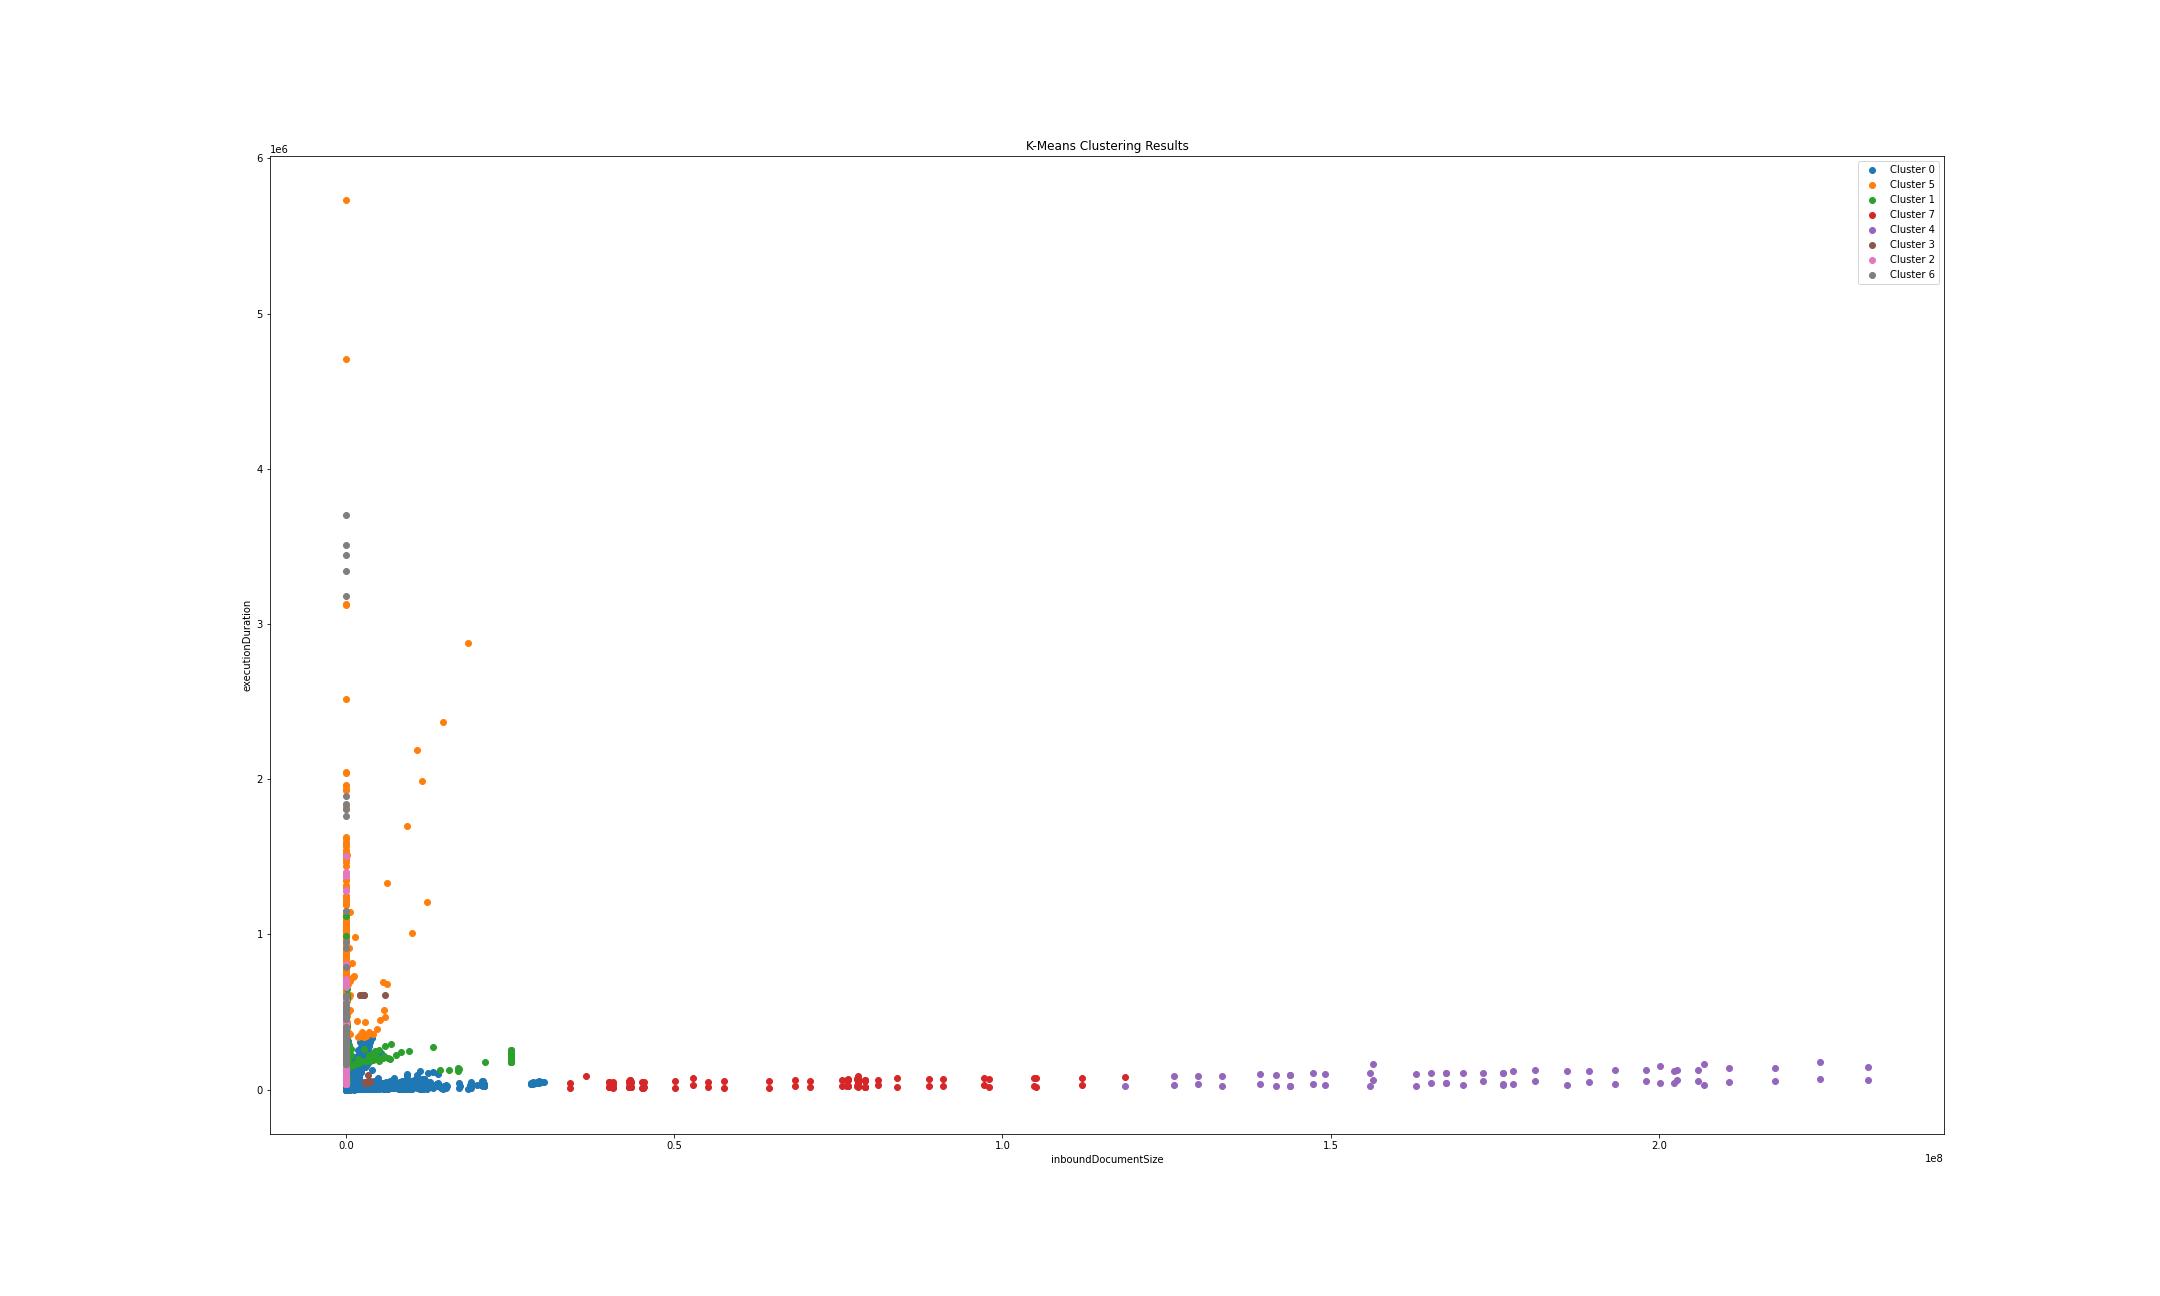 K-Means Clustering Results
1e6
6
5
4
3
2
1
0
executionDuration
Cluster 0
Cluster 5
Cluster 1
Cluster 7
Cluster 4
Cluster 3
Cluster 2
Cluster 6
0.0 0.5 1.0 1.5 2.0
inboundDocumentSize
1e8